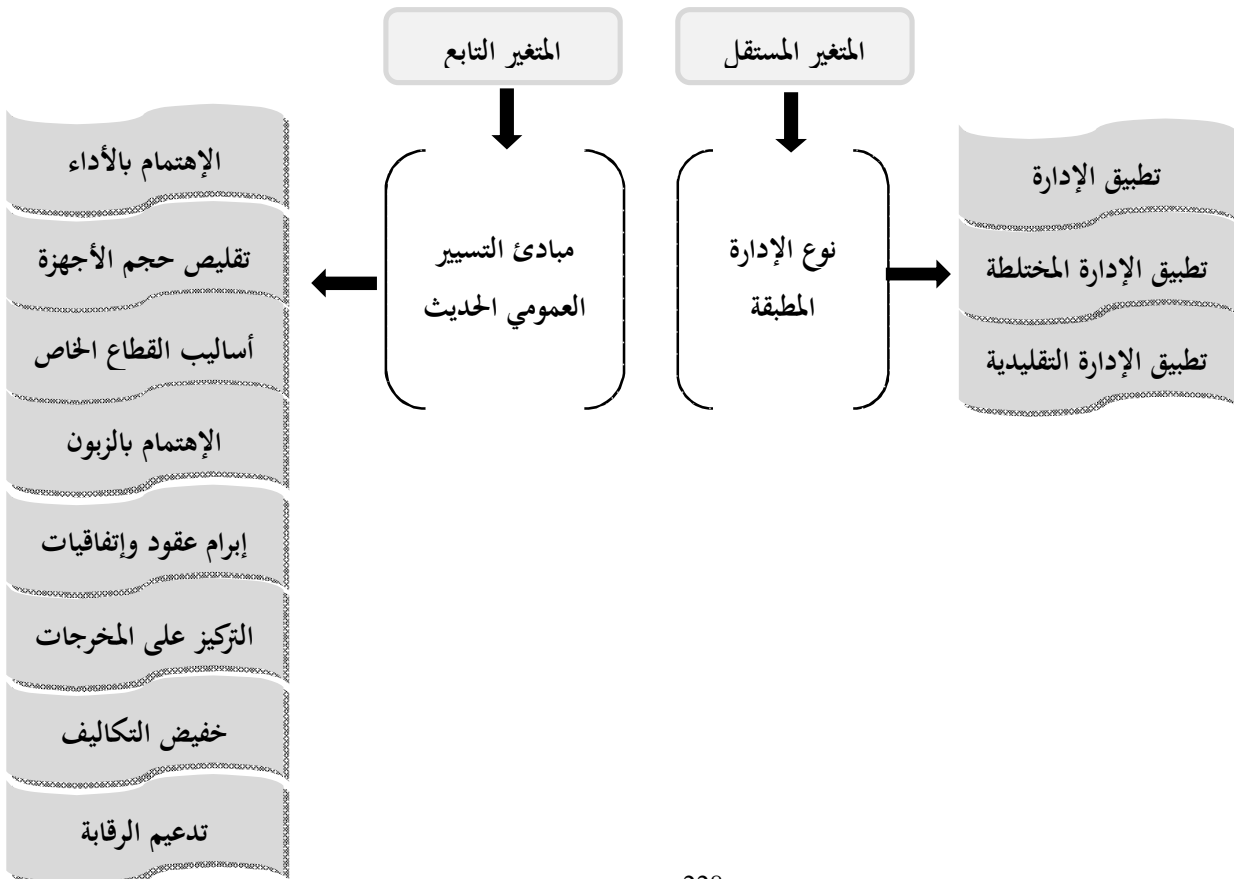 المتغير المستقل
المتغير التابع
نوع الإدارة
المطبقة
مبادئ التسيير
العمومي الحديث
تطبيق الإدارة
تطبيق الإدارة المختلطة
تطبيق الإدارة التقليدية
الإهتمام بالأداء
تقليص حجم الأجهزة
أساليب القطاع الخاص
الإهتمام بالزبون
إبرام عقود وإتفاقيات
التركيز على المخرجات
خفيض التكاليف
تدعيم الرقابة